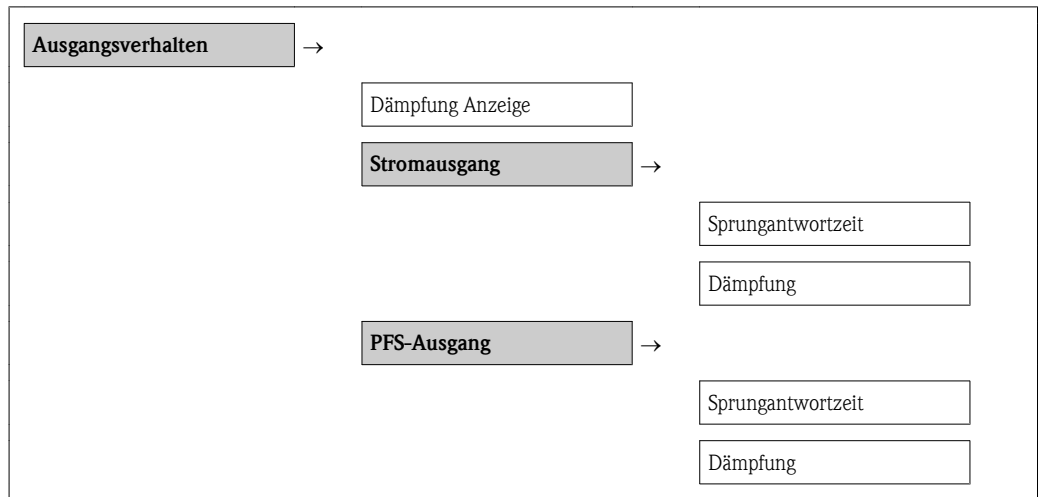 Ausgangsverhalten →
Dämpfung Anzeige
Stromausgang →
Sprungantwortzeit
Dämpfung
PFS-Ausgang →
Sprungantwortzeit
Dämpfung